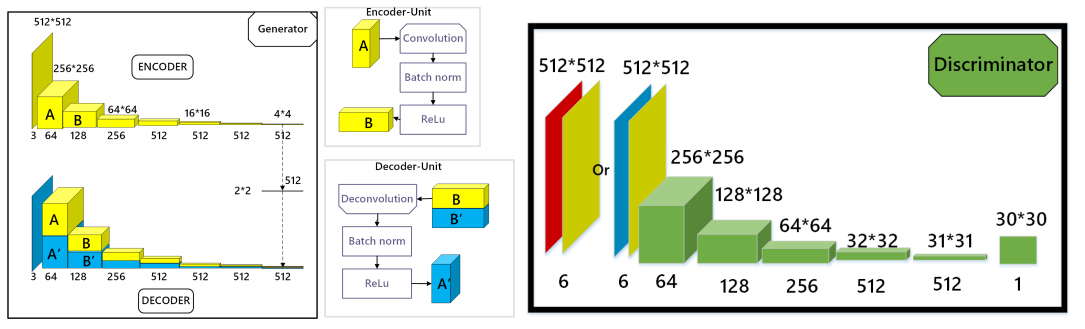 512*512
Generator
256*256
ENCODER
64*64
16*16
4*4
A
B
3 64 128 256 512 512 512 512
2*2
512
A
B
A'
B'
3 64 128 256 512 512 512 512
DECODER
Encoder-Unit
A
Convolution
Batch norm
B
ReLu
Decoder-Unit
Deconvolution
B
B'
Batch norm
ReLu
A'
Discriminator
512*512
512*512
Or
256*256
128*128
64*64
32*32
31*31
30*30
6 6 64 128 256 512 512 1